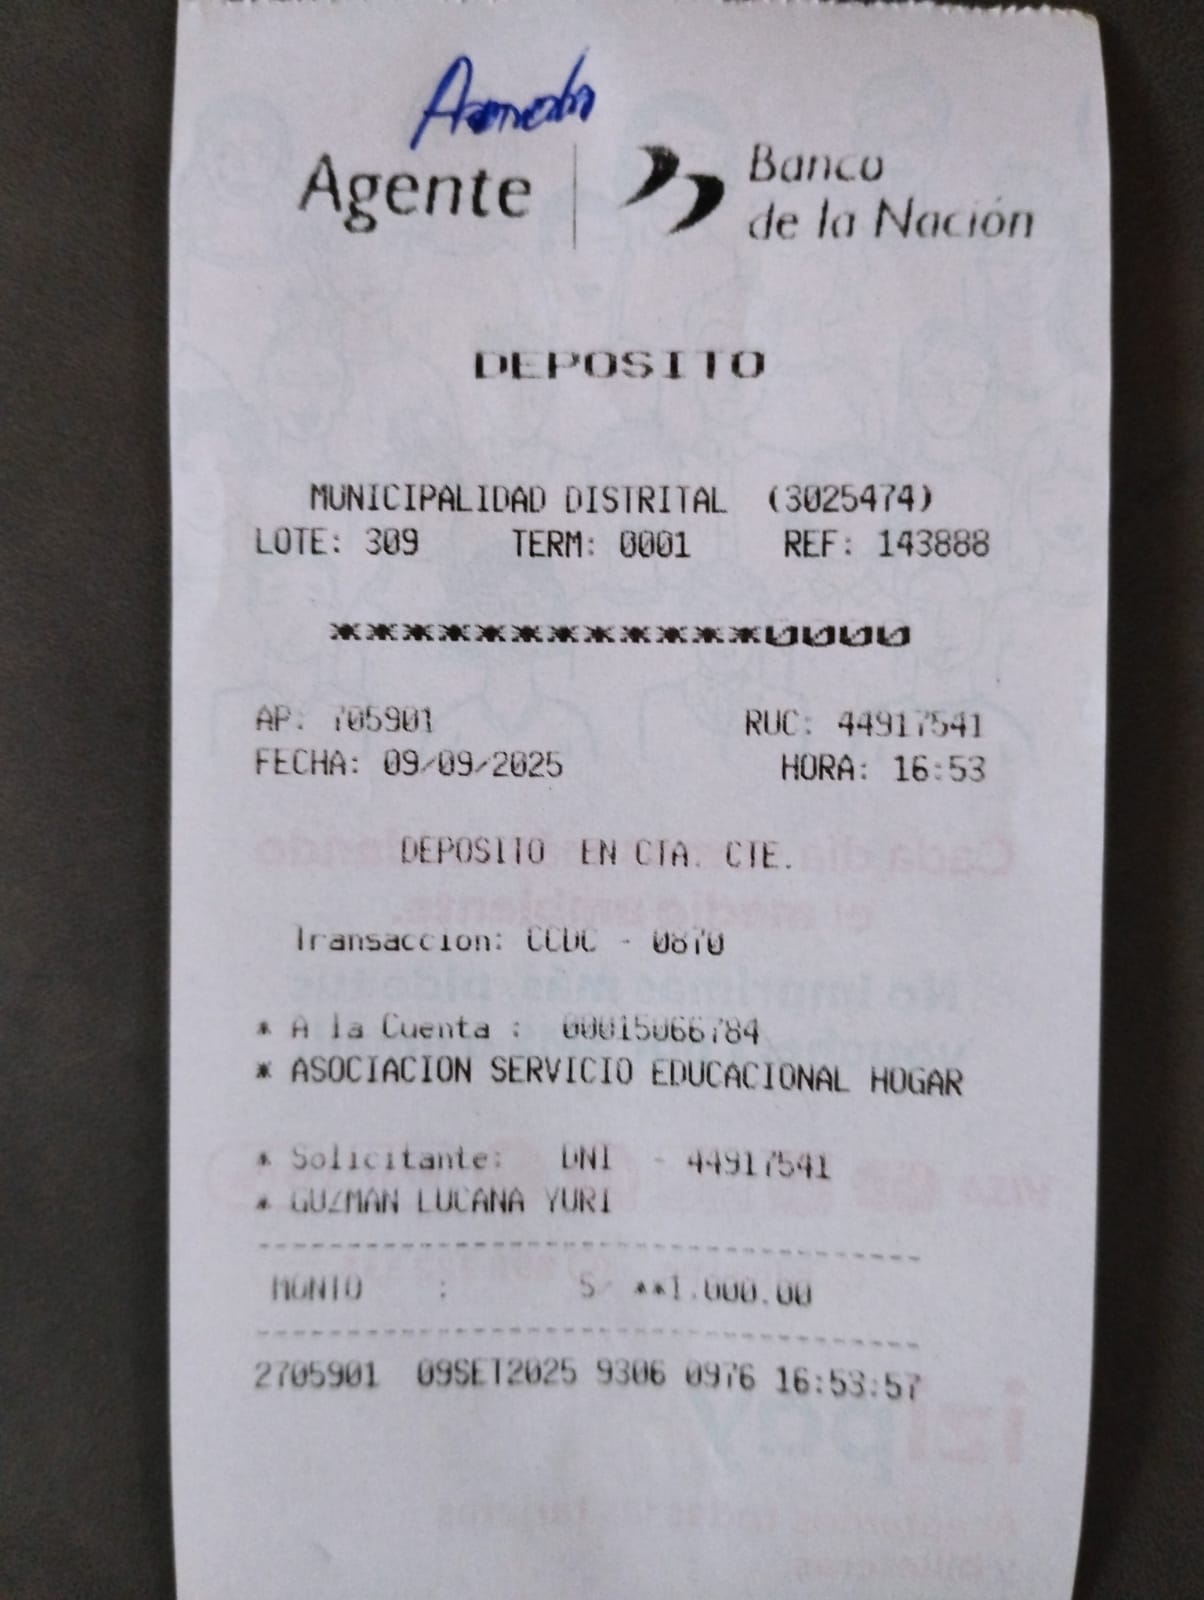 Agente | Banco de la Nación
DEPOSITO
MUNICIPALIDAD DISTRITAL (3025474)
LOTE: 309 TERM: 0001 REF: 143888
************0000
AP: 705901 RUC: 44917541
FECHA: 09/09/2025 HORA: 16:53
DEPOSITO EN CTA. CTE.
Transaccion: CCDC - 0870
* A la Cuenta : 00015066784
* ASOCIACION SERVICIO EDUCACIONAL HOGAR
* Solicitante: DNI - 44917541
* GUZMAN LUCANA YURI
MONTO : S/ **1.000.00
2705901 09SET2025 9306 0976 16:53:57
izipay